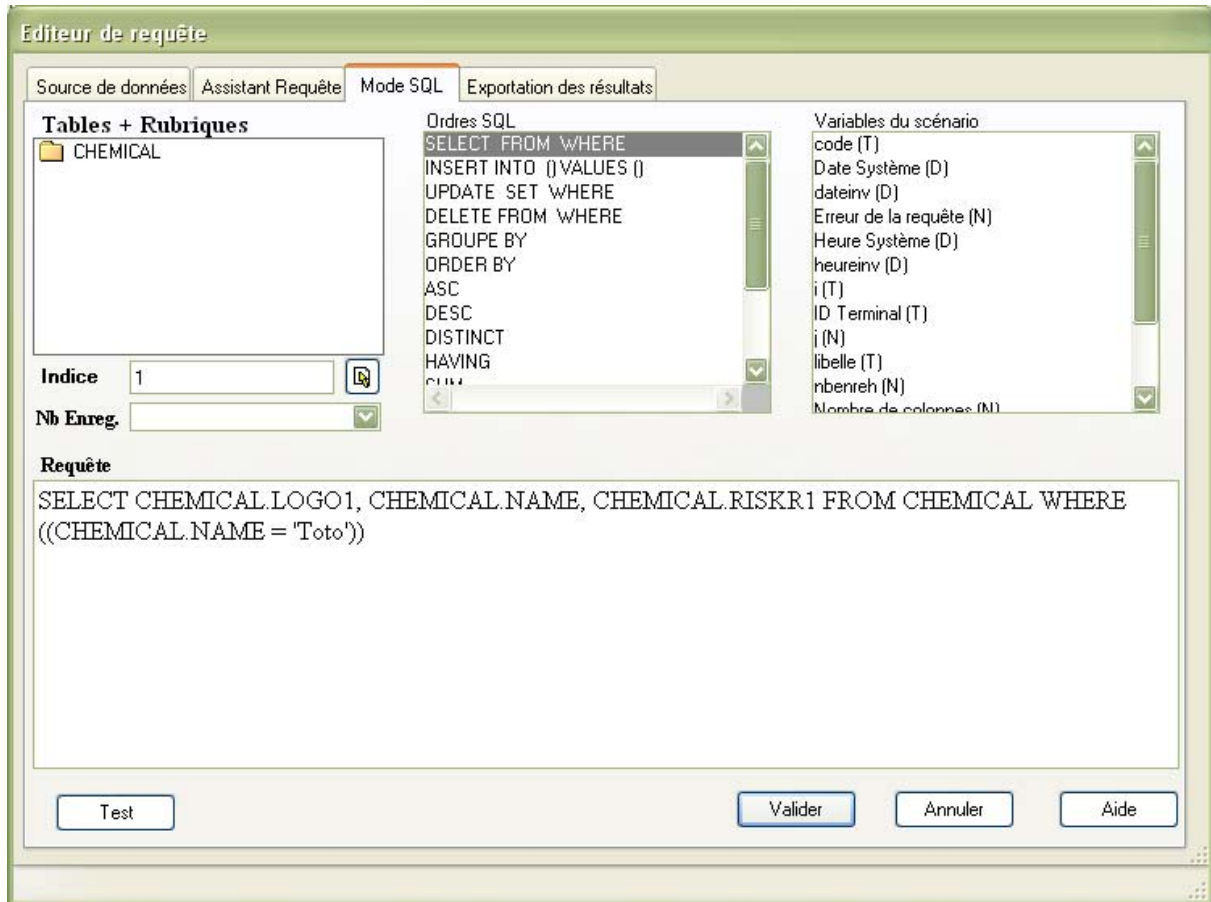 Editeur de requête
Source de données
Assistant Requête
Mode SQL
Exportation des résultats
Tables + Rubriques
CHEMICAL
Indice
1
Nb Enreg.
Ordres SQL
SELECT FROM WHERE
INSERT INTO () VALUES ()
UPDATE SET WHERE
DELETE FROM WHERE
GROUPE BY
ORDER BY
ASC
DESC
DISTINCT
HAVING
SUM
Variables du scénario
code (T)
Date Système (D)
dateinv (D)
Erreur de la requête (N)
Heure Système (D)
heureinv (D)
i (T)
ID Terminal (T)
j (N)
libelle (T)
nbenreh (N)
Nombre de colonnes (N)
Requête
SELECT CHEMICAL.LOGO1, CHEMICAL.NAME, CHEMICAL.RISKR1 FROM CHEMICAL WHERE
((CHEMICAL.NAME = 'Toto'))
Test
Valider
Annuler
Aide